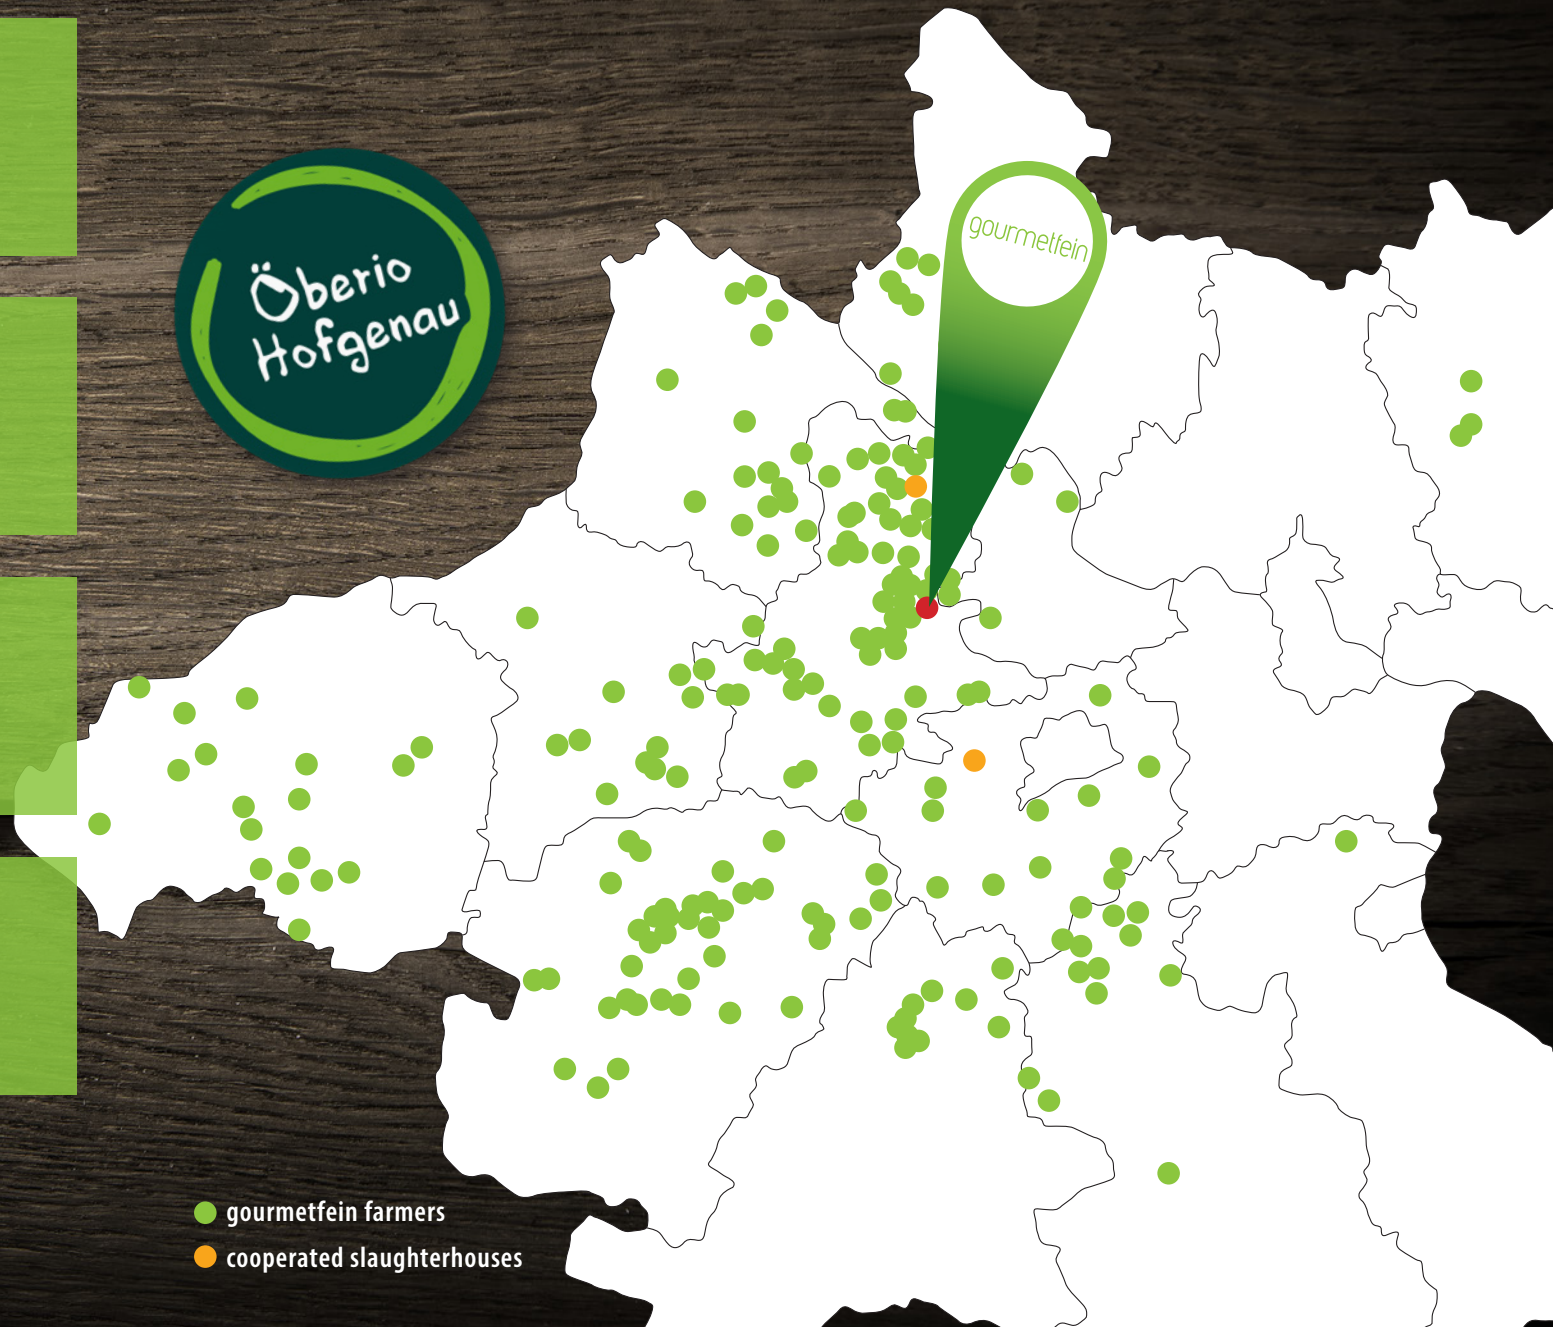 Öberio
Hofgenau
gourmetfein
gourmetfein farmers
cooperated slaughterhouses